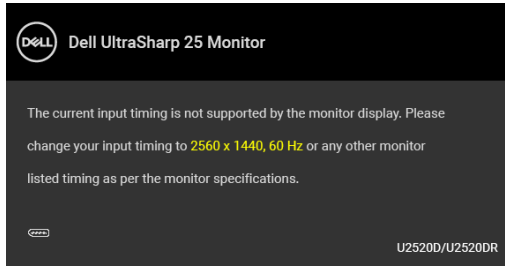 DELL Dell UltraSharp 25 Monitor
The current input timing is not supported by the monitor display. Please
change your input timing to 2560 x 1440, 60 Hz or any other monitor
listed timing as per the monitor specifications.
U2520D/U2520DR